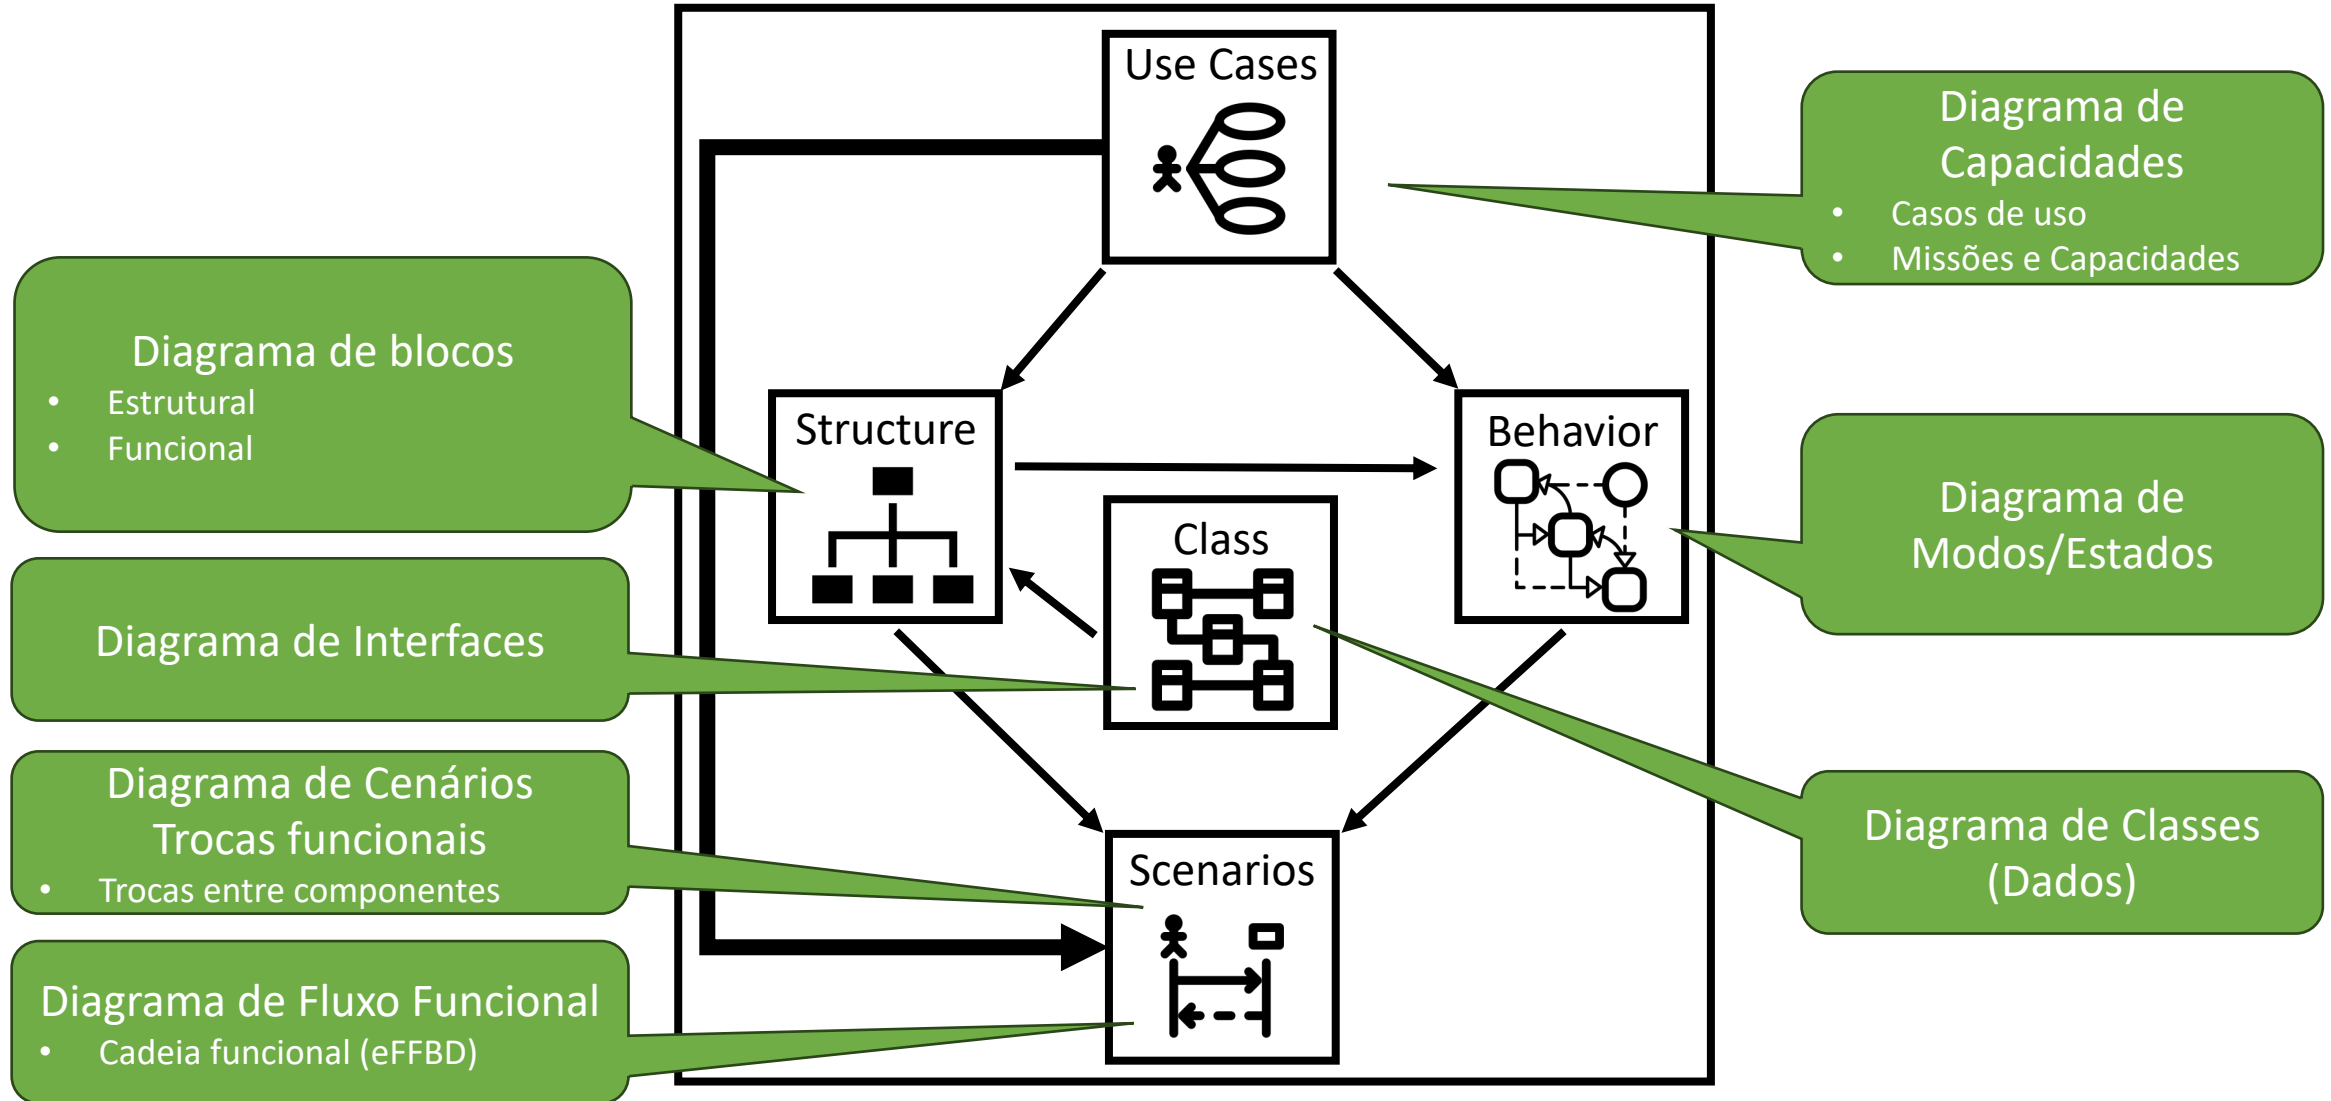 Use Cases
Diagrama de
Capacidades
• Casos de uso
• Missões e Capacidades
Diagrama de blocos
• Estrutural
• Funcional
Structure
Behavior
Class
Diagrama de
Modos/Estados
Diagrama de Interfaces
Diagrama de Cenários
Trocas funcionais
• Trocas entre componentes
Scenarios
Diagrama de Classes
(Dados)
Diagrama de Fluxo Funcional
• Cadeia funcional (eFFBD)